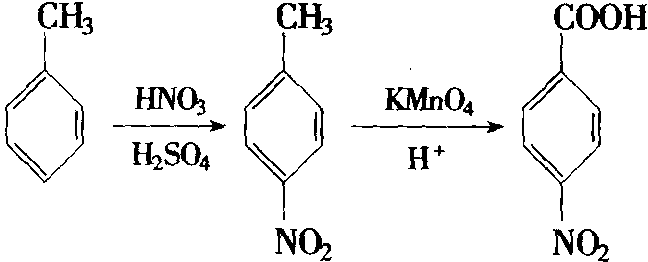 CH₃
HNO₃
H₂SO₄
CH₃
NO₂
KMnO₄
H⁺
COOH
NO₂